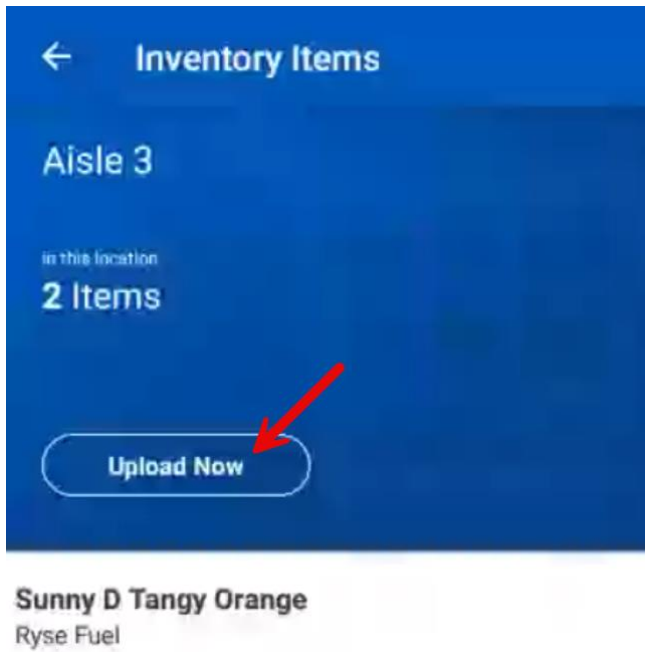 Inventory Items
Aisle 3
in this location
2 Items
Upload Now
Sunny D Tangy Orange
Ryse Fuel